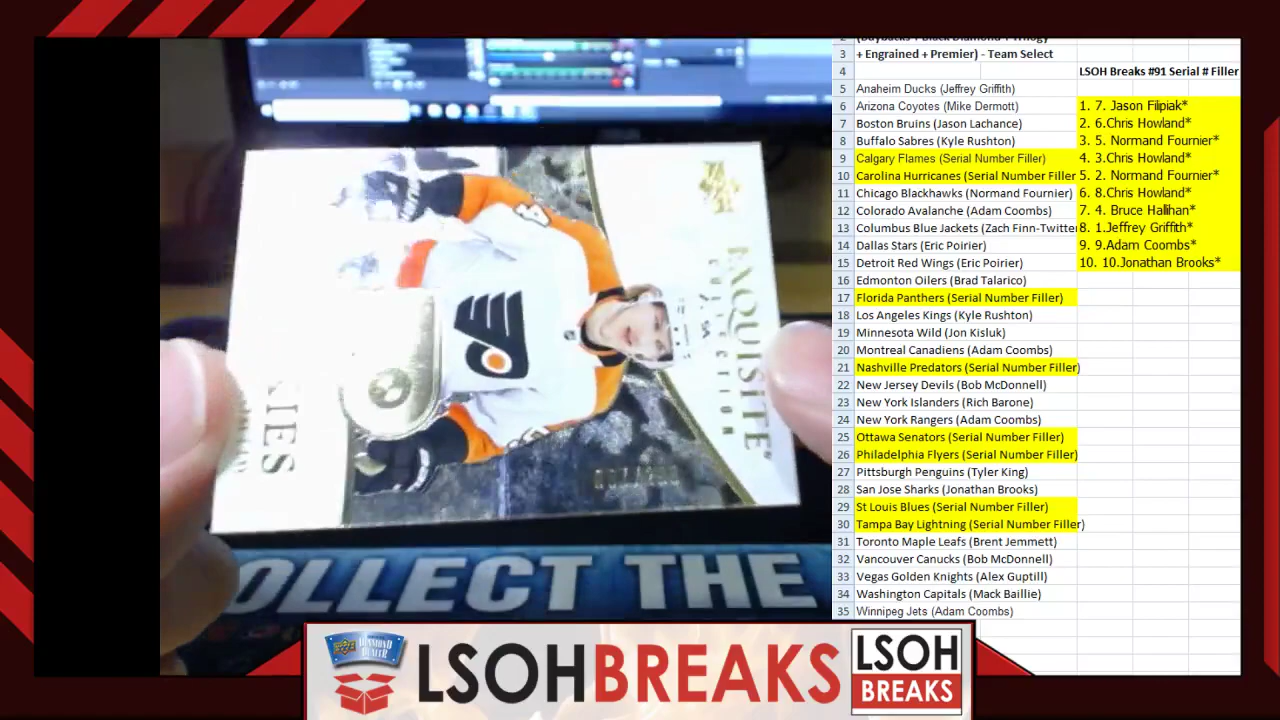 + Engrained + Premier) - Team Select
LSOH Breaks #91 Serial # Filler
Anaheim Ducks (Jeffrey Griffith)
Arizona Coyotes (Mike Dermott)
Boston Bruins (Jason Lachance)
Buffalo Sabres (Kyle Rushton)
Calgary Flames (Serial Number Filler)
Carolina Hurricanes (Serial Number Filler
Chicago Blackhawks (Normand Fournier)
Colorado Avalanche (Adam Coombs)
Columbus Blue Jackets (Zach Finn-Twitter
Dallas Stars (Eric Poirier)
Detroit Red Wings (Eric Poirier)
Edmonton Oilers (Brad Talarico)
Florida Panthers (Serial Number Filler)
Los Angeles Kings (Kyle Rushton)
Minnesota Wild (Jon Kisluk)
Montreal Canadiens (Adam Coombs)
Nashville Predators (Serial Number Filler)
New Jersey Devils (Bob McDonnell)
New York Islanders (Rich Barone)
New York Rangers (Adam Coombs)
Ottawa Senators (Serial Number Filler)
Philadelphia Flyers (Serial Number Filler)
Pittsburgh Penguins (Tyler King)
San Jose Sharks (Jonathan Brooks)
St Louis Blues (Serial Number Filler)
Tampa Bay Lightning (Serial Number Filler)
Toronto Maple Leafs (Brent Jemmett)
Vancouver Canucks (Bob McDonnell)
Vegas Golden Knights (Alex Guptill)
Washington Capitals (Mack Baillie)
Winnipeg Jets (Adam Coombs)
1. 7. Jason Filipiak*
2. 6.Chris Howland*
3. 5. Normand Fournier*
4. 3.Chris Howland*
5. 2. Normand Fournier*
6. 8.Chris Howland*
7. 4. Bruce Hallihan*
8. 1.Jeffrey Griffith*
9. 9.Adam Coombs*
10. 10.Jonathan Brooks*
3
4
5
6
7
8
9
10
11
12
13
14
15
16
17
18
19
20
21
22
23
24
25
26
27
28
29
30
31
32
33
34
35
EXQUISITE
COLLECTION
OLLECT THE
LSOHBREAKS
LSOH
BREAKS